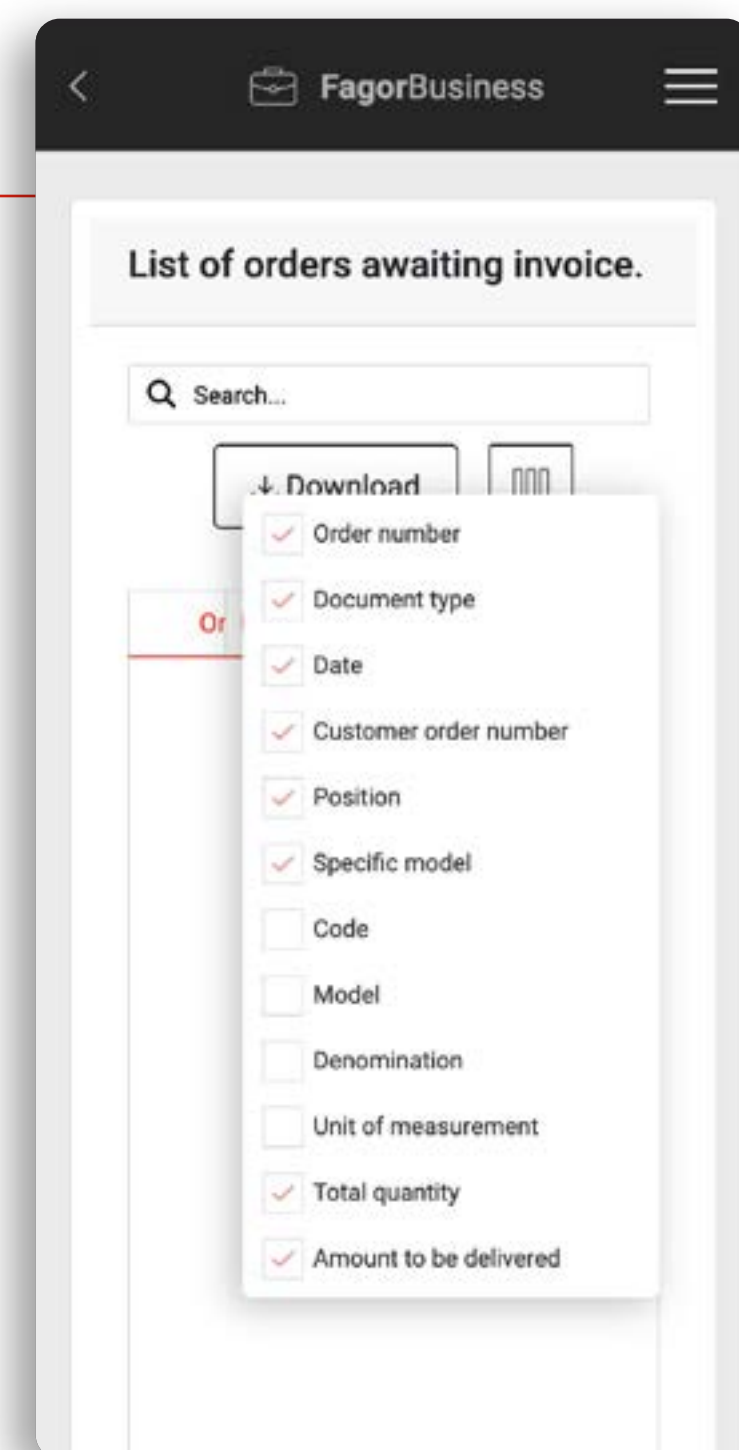 FagorBusiness
List of orders awaiting invoice.
Search...
Download
Order number
Document type
Or
Date
Customer order number
Position
Specific model
Code
Model
Denomination
Unit of measurement
Total quantity
Amount to be delivered